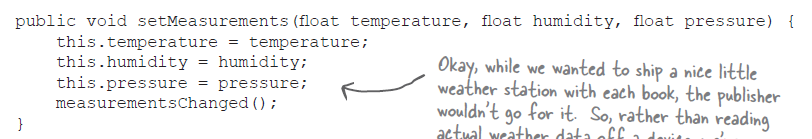 public void setMeasurements(float temperature, float humidity, float pressure) {
this.temperature = temperature;
this.humidity = humidity;
this.pressure = pressure;
measurementsChanged();
}
Okay, while we wanted to ship a nice little
weather station with each book, the publisher
wouldn't go for it. So, rather than reading
actual weather data off a device